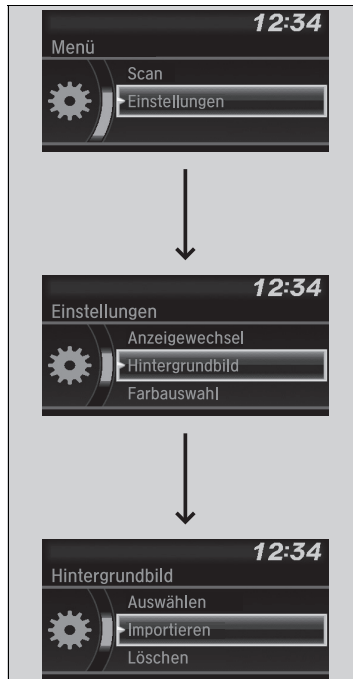 12:34
Menü
Scan
Einstellungen
12:34
Einstellungen
Anzeigewechsel
Hintergrundbild
Farbauswahl
12:34
Hintergrundbild
Auswählen
Importieren
Löschen